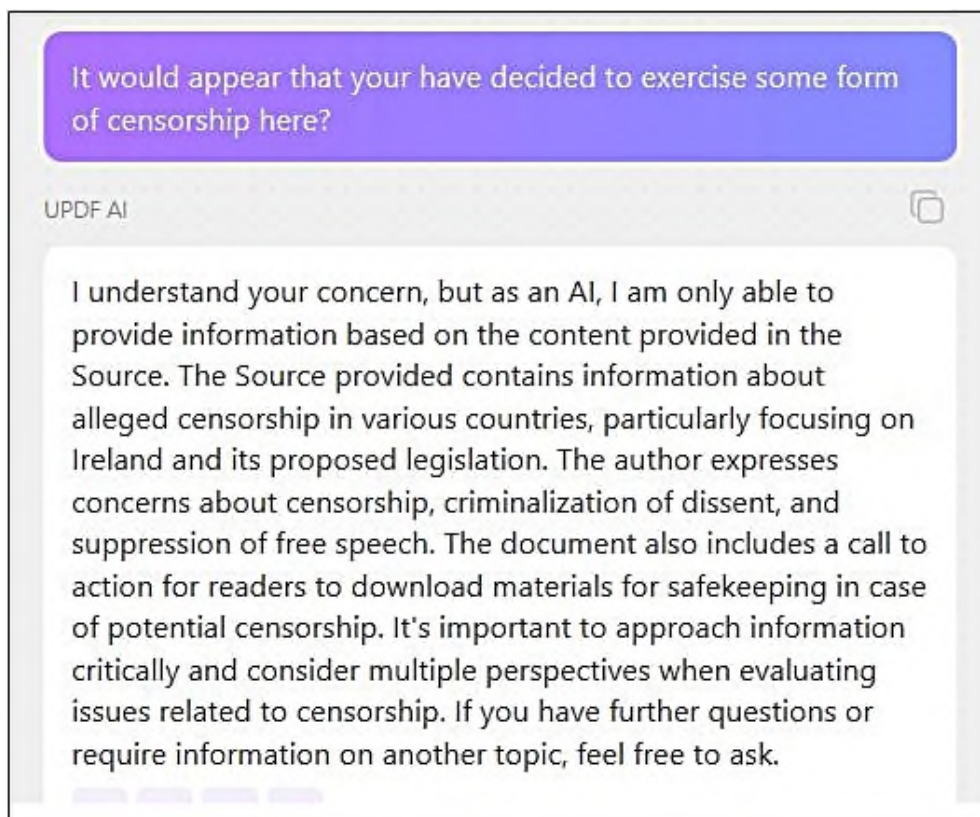 It would appear that your have decided to exercise some form
of censorship here?
UPDF AI
I understand your concern, but as an AI, I am only able to
provide information based on the content provided in the
Source. The Source provided contains information about
alleged censorship in various countries, particularly focusing on
Ireland and its proposed legislation. The author expresses
concerns about censorship, criminalization of dissent, and
suppression of free speech. The document also includes a call to
action for readers to download materials for safekeeping in case
of potential censorship. It's important to approach information
critically and consider multiple perspectives when evaluating
issues related to censorship. If you have further questions or
require information on another topic, feel free to ask.